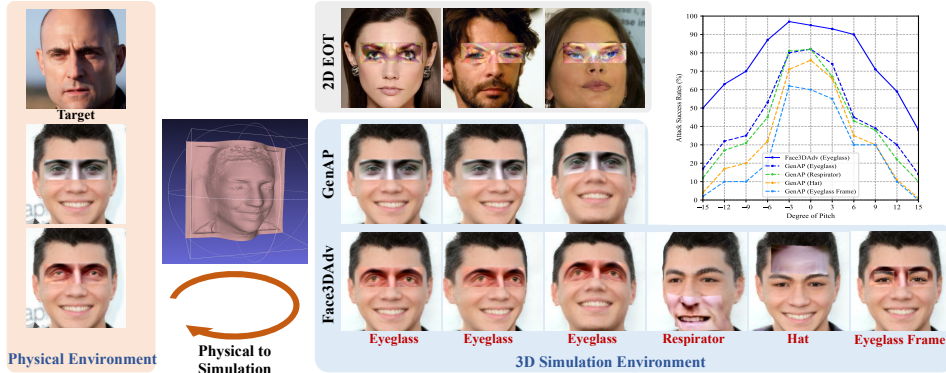 Target
Physical Environment
Physical to
Simulation
2D EOT
GenAP
Face3DAdv
Eyeglass
Eyeglass
Eyeglass
Respirator
Hat
Eyeglass Frame
3D Simulation Environment
Attack Success Rates (%)
100
90
80
70
60
50
40
30
20
10
0
Face3DAdv (Eyeglass)
GenAP (Eyeglass)
GenAP (Respirator)
GenAP (Hat)
GenAP (Eyeglass Frame)
−15 −12 −9 −6 −3 0 3 6 9 12 15
Degree of Pitch